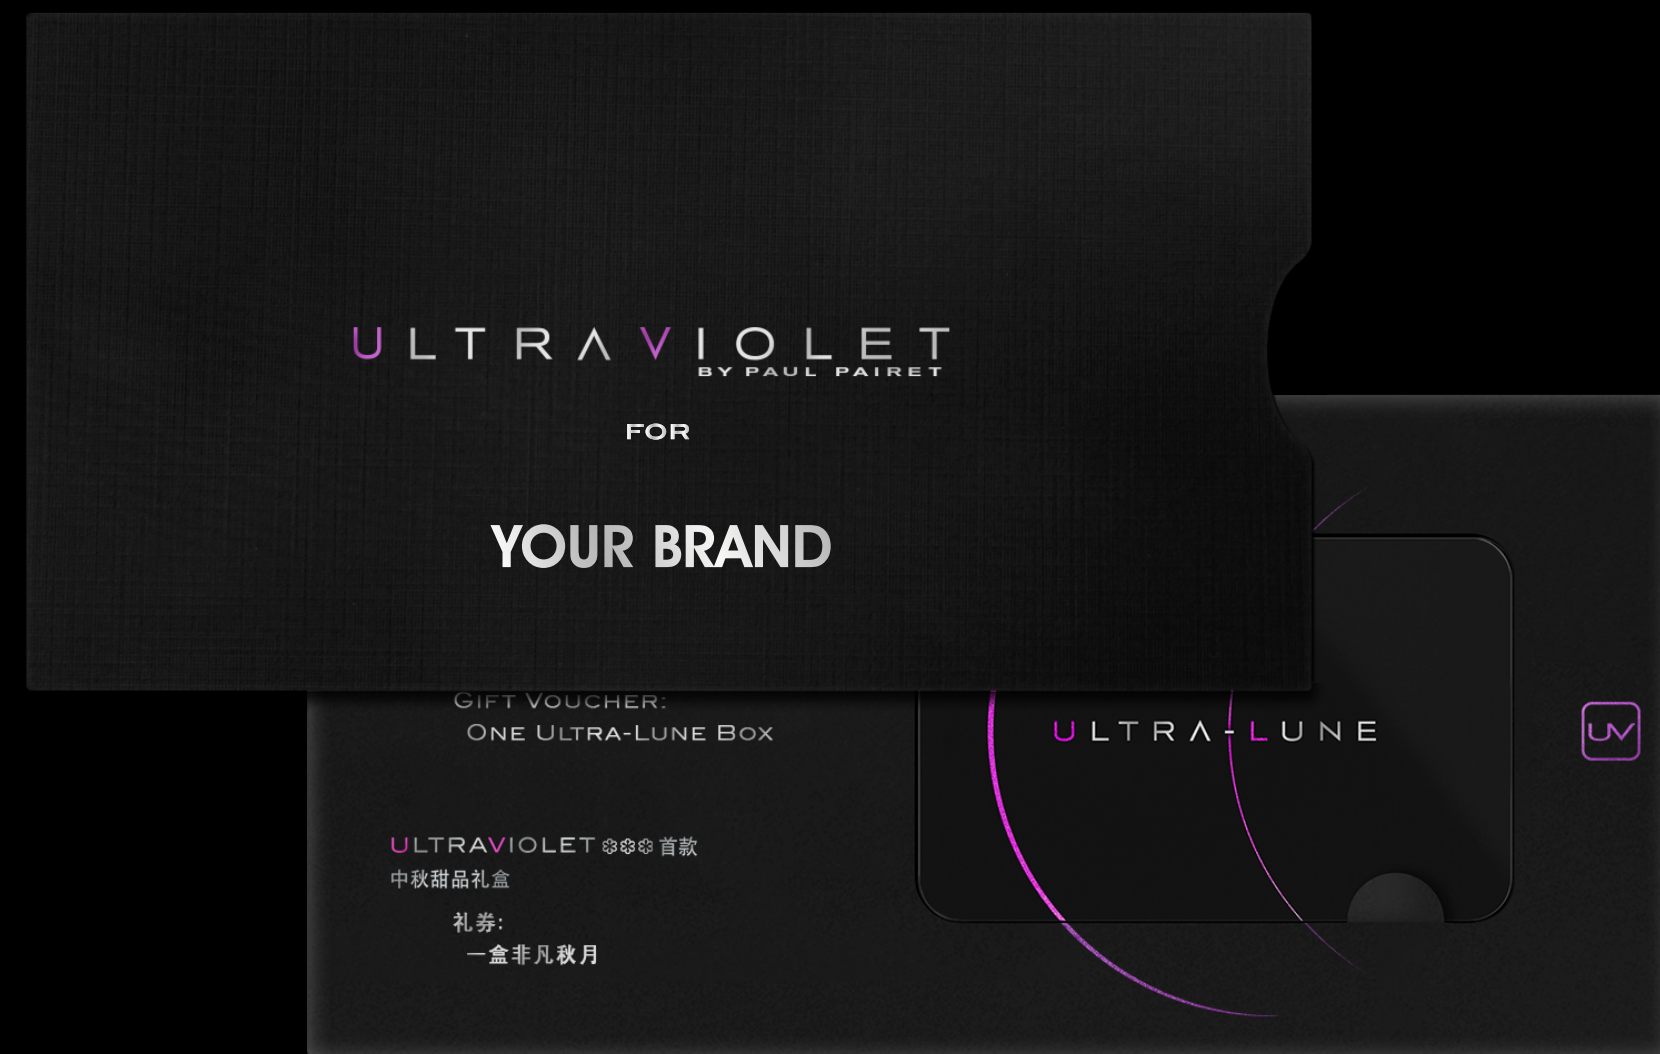 ULTRAVIOLET
BY PAUL PAIRET
FOR
YOUR BRAND
GIFT VOUCHER:
ONE ULTRA-LUNE BOX
ULTRAVIOLET 首款
中秋甜品礼盒
礼券:
一盒非凡秋月
ULTRA-LUNE
UV